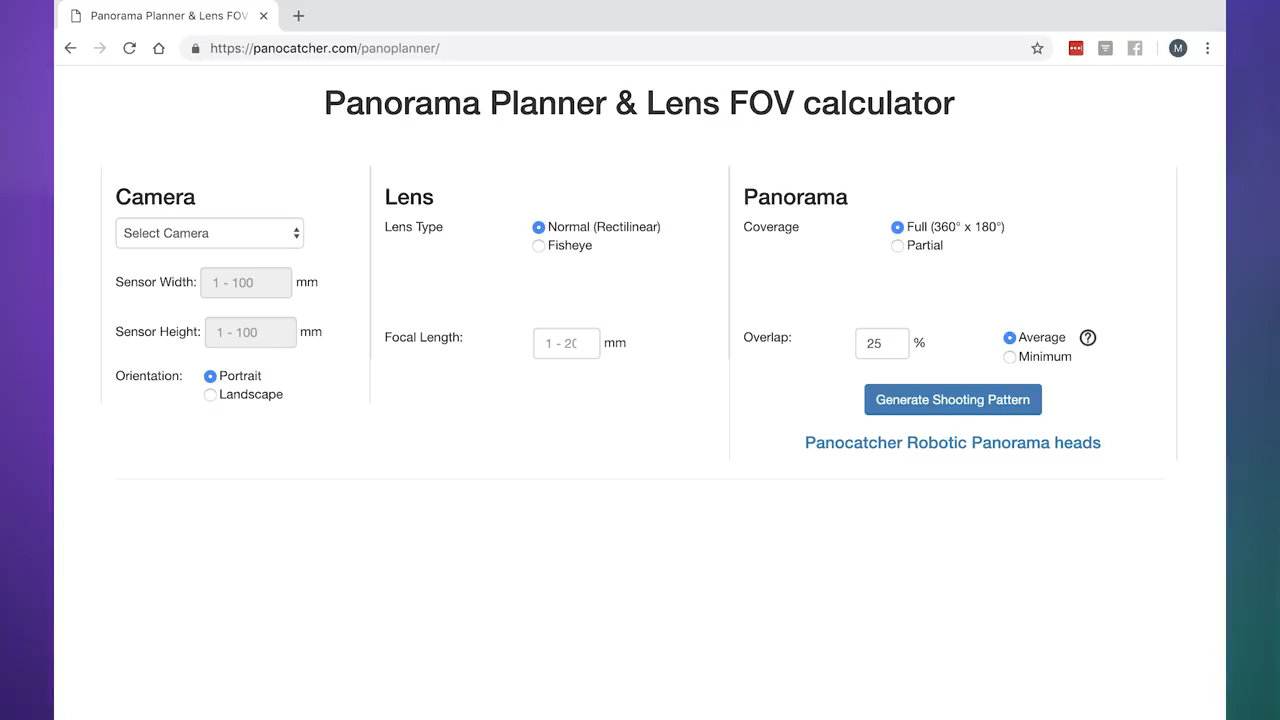 Panorama Planner & Lens FOV
https://panocatcher.com/panoplanner/
M
Panorama Planner & Lens FOV calculator
Camera
Select Camera
Sensor Width: 1 - 100 mm
Sensor Height: 1 - 100 mm
Orientation: Portrait
Landscape
Lens
Lens Type Normal (Rectilinear)
Fisheye
Focal Length: 1 - 20 mm
Panorama
Coverage Full (360° x 180°)
Partial
Overlap: 25 % Average ?
Minimum
Generate Shooting Pattern
Panocatcher Robotic Panorama heads